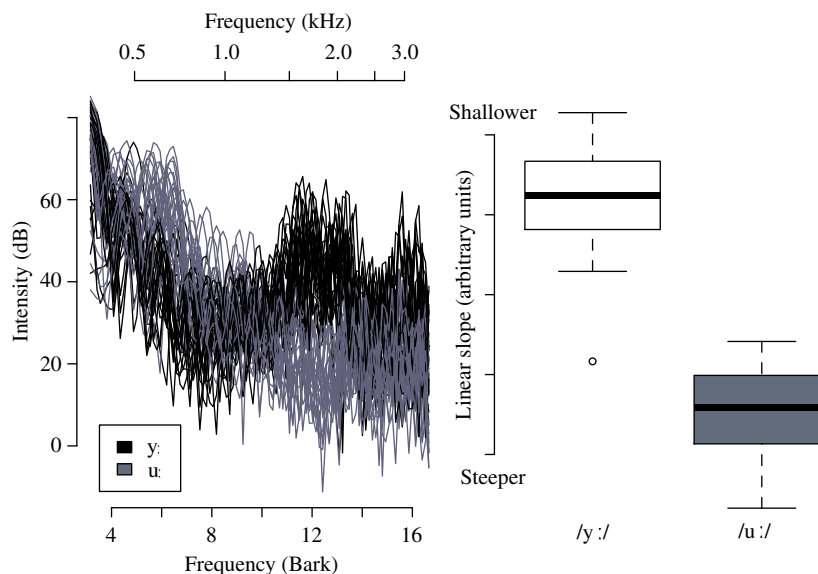 Frequency (kHz)
0.5 1.0 2.0 3.0
Intensity (dB)
60
40
20
0
y:
u:
4 8 12 16
Frequency (Bark)
Shallower
Linear slope (arbitrary units)
Steeper
/y:/ /u:/